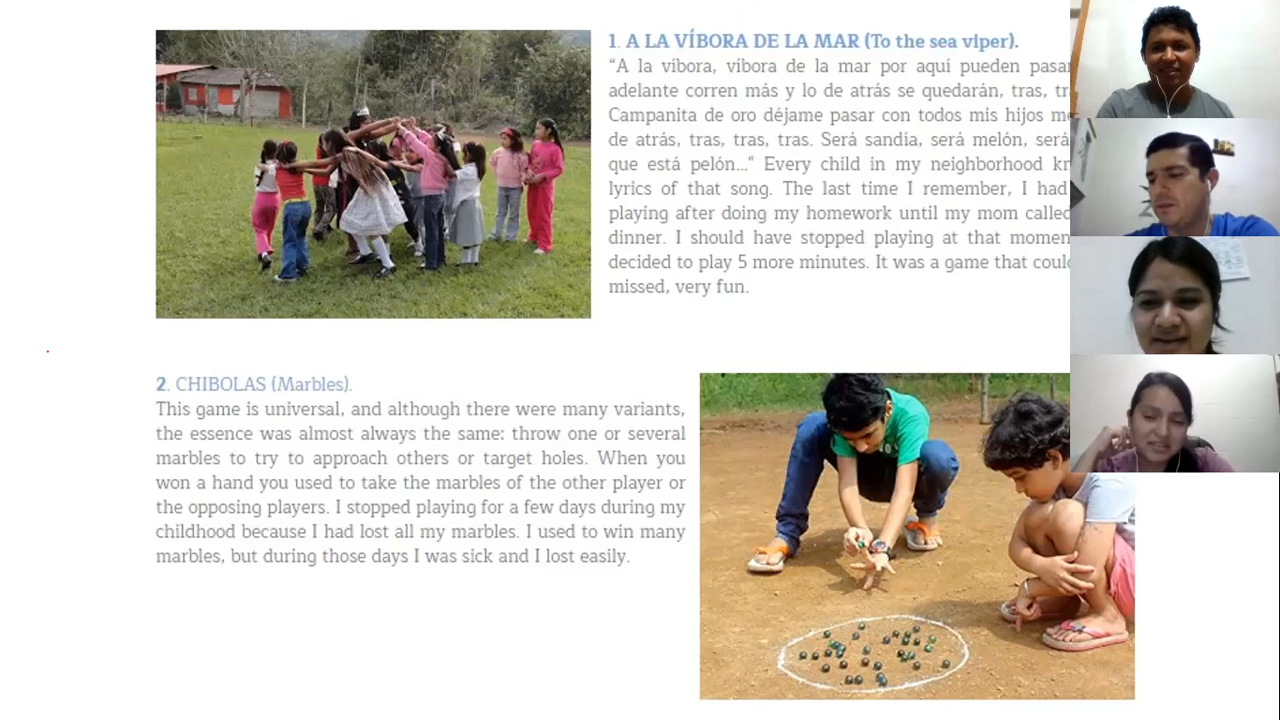 1. A LA VÍBORA DE LA MAR (To the sea viper).
“A la víbora, víbora de la mar por aquí pueden pasar
adelante corren más y lo de atrás se quedarán, tras,
Campanita de oro déjame pasar con todos mis hijos
de atrás, tras, tras, tras. Será sandía, será melón, será
que está pelón...“ Every child in my neighborhood
lyrics of that song. The last time I remember, I had
playing after doing my homework until my mom called
dinner. I should have stopped playing at that
decided to play 5 more minutes. It was a game that
missed, very fun.
2. CHIBOLAS (Marbles).
This game is universal, and although there were many variants,
the essence was almost always the same: throw one or several
marbles to try to approach others or target holes. When you
won a hand you used to take the marbles of the other player or
the opposing players. I stopped playing for a few days during my
childhood because I had lost all my marbles. I used to win many
marbles, but during those days I was sick and I lost easily.